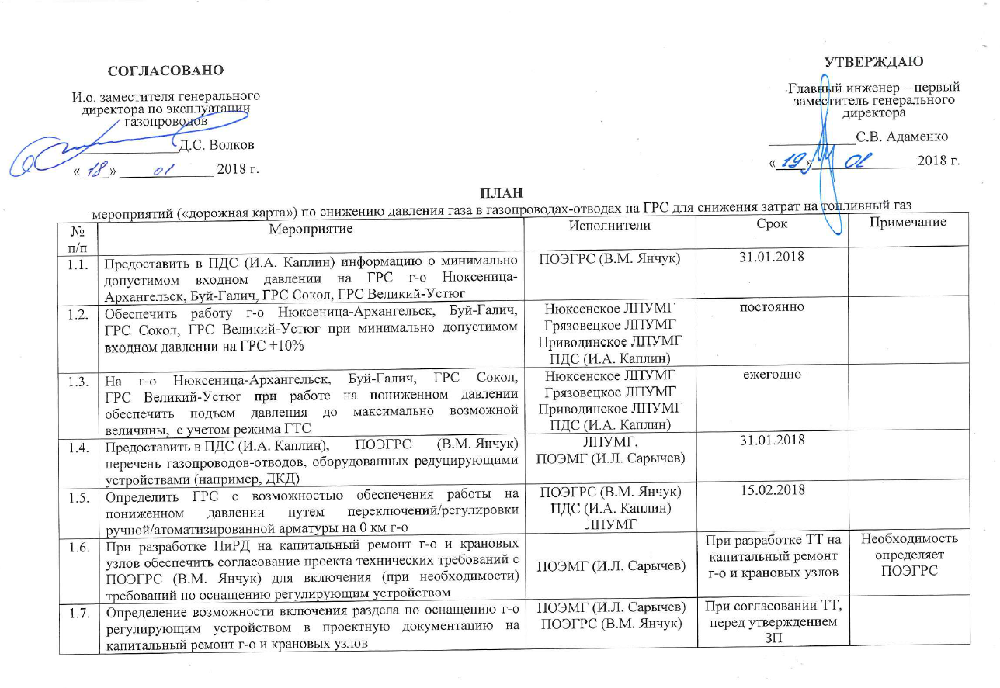 СОГЛАСОВАНО
И.о. заместителя генерального
директора по эксплуатации
газопроводов
Д.С. Волков
«18» 01 2018 г.
УТВЕРЖДАЮ
Главный инженер – первый
заместитель генерального
директора
С.В. Адаменко
«19» 01 2018 г.
ПЛАН
мероприятий («дорожная карта») по снижению давления газа в газопроводах-отводах на ГРС для снижения затрат на топливный газ
№
п/п
Мероприятие
Исполнители
Срок
Примечание
1.1.
Предоставить в ПДС (И.А. Каплин) информацию о минимально
допустимом входном давлении на ГРС г-о Нюксеница-
Архангельск, Буй-Галич, ГРС Сокол, ГРС Великий-Устюг
ПОЭГРС (В.М. Янчук)
31.01.2018
1.2.
Обеспечить работу г-о Нюксеница-Архангельск, Буй-Галич,
ГРС Сокол, ГРС Великий-Устюг при минимально допустимом
входном давлении на ГРС +10%
Нюксенское ЛПУМГ
Грязовецкое ЛПУМГ
Приводинское ЛПУМГ
ПДС (И.А. Каплин)
постоянно
1.3.
На г-о Нюксеница-Архангельск, Буй-Галич, ГРС Сокол,
ГРС Великий-Устюг при работе на пониженном давлении
обеспечить подъем давления до максимально возможной
величины, с учетом режима ГТС
Нюксенское ЛПУМГ
Грязовецкое ЛПУМГ
Приводинское ЛПУМГ
ПДС (И.А. Каплин)
ежегодно
1.4.
Предоставить в ПДС (И.А. Каплин), ПОЭГРС (В.М. Янчук)
перечень газопроводов-отводов, оборудованных редуцирующими
устройствами (например, ДКД)
ЛПУМГ,
ПОЭМГ (И.Л. Сарычев)
31.01.2018
1.5.
Определить ГРС с возможностью обеспечения работы на
пониженном давлении путем переключений/регулировки
ручной/атоматизированной арматуры на 0 км г-о
ПОЭГРС (В.М. Янчук)
ПДС (И.А. Каплин)
ЛПУМГ
15.02.2018
1.6.
При разработке ПиРД на капитальный ремонт г-о и крановых
узлов обеспечить согласование проекта технических требований с
ПОЭГРС (В.М. Янчук) для включения (при необходимости)
требований по оснащению регулирующим устройством
ПОЭМГ (И.Л. Сарычев)
При разработке ТТ на
капитальный ремонт
г-о и крановых узлов
Необходимость
определяет
ПОЭГРС
1.7.
Определение возможности включения раздела по оснащению г-о
регулирующим устройством в проектную документацию на
капитальный ремонт г-о и крановых узлов
ПОЭМГ (И.Л. Сарычев)
ПОЭГРС (В.М. Янчук)
При согласовании ТТ,
перед утверждением
ЗП